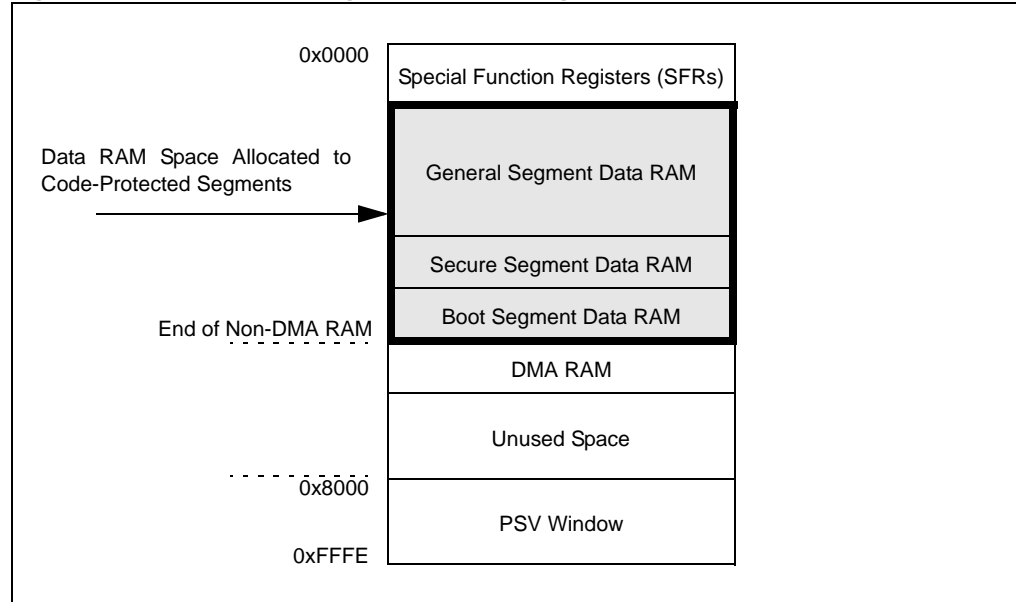 0x0000
Special Function Registers (SFRs)
Data RAM Space Allocated to
Code-Protected Segments
General Segment Data RAM
Secure Segment Data RAM
Boot Segment Data RAM
End of Non-DMA RAM
DMA RAM
Unused Space
0x8000
PSV Window
0xFFFE